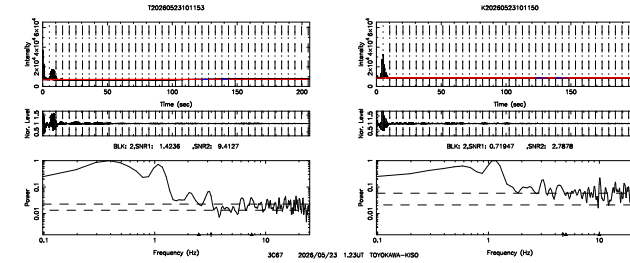 T20260523101153
K20260523101150
Intensity
2×10⁴ 4×10⁴ 6×10⁴
0
50
100
150
200
Time (sec)
Intensity
2×10⁴ 4×10⁴ 6×10⁴
0
50
100
150
Time (sec)
Nor. Level
0.5 1 1.5
Nor. Level
0.5 1 1.5
BLK: 2,SNR1: 1.4236 ,SNR2: 9.4127
BLK: 2,SNR1: 0.71947 ,SNR2: 2.7878
Power
1
0.1
0.01
0.1
1
10
Frequency (Hz)
Power
1
0.1
0.01
0.1
1
10
Frequency (Hz)
3C67 2026/05/23 1.23UT TOYOKAWA-KISO